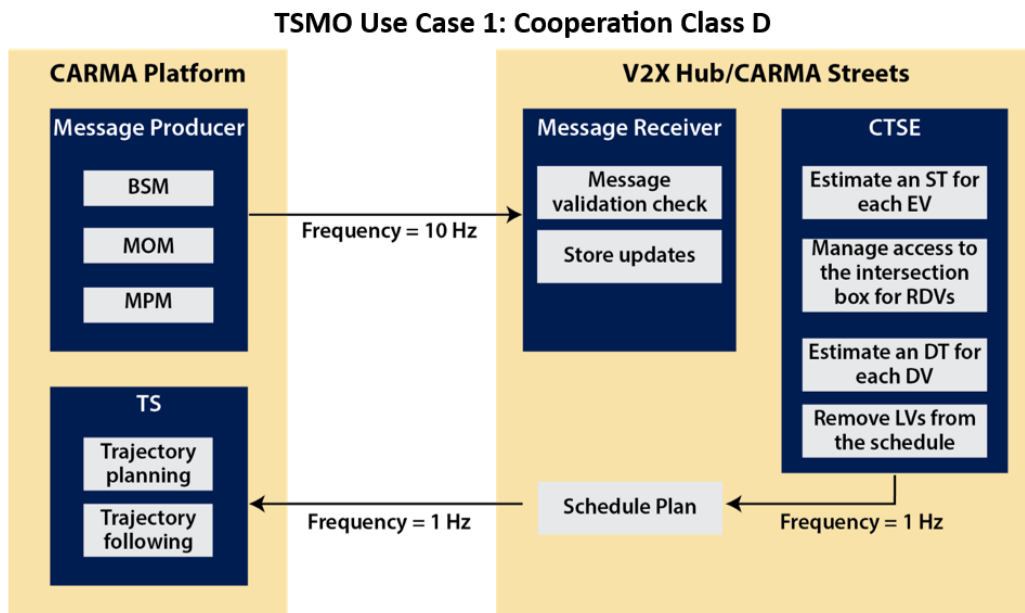 TSMO Use Case 1: Cooperation Class D
CARMA Platform
Message Producer
BSM
MOM
MPM
TS
Trajectory
planning
Trajectory
following
Frequency = 10 Hz
Frequency = 1 Hz
V2X Hub/CARMA Streets
Message Receiver
Message
validation check
Store updates
CTSE
Estimate an ST for
each EV
Manage access to
the intersection
box for RDVs
Estimate an DT for
each DV
Remove LVs from
the schedule
Schedule Plan
Frequency = 1 Hz